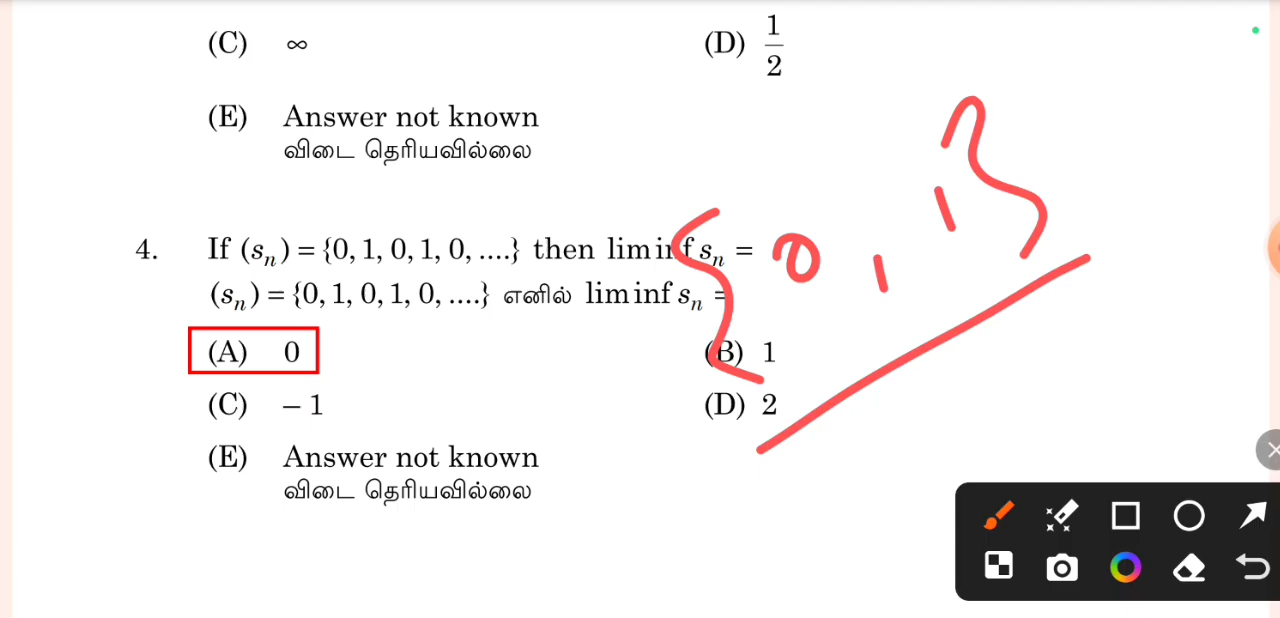 (C) ∞ (D) 1/2
(E) Answer not known
விடை தெரியவில்லை
4. If (sₙ) = {0, 1, 0, 1, 0, ....} then lim inf sₙ =
(sₙ) = {0, 1, 0, 1, 0, ....} எனில் lim inf sₙ =
{0, 1, 1}
(A) 0 (B) 1
(C) – 1 (D) 2
(E) Answer not known
விடை தெரியவில்லை